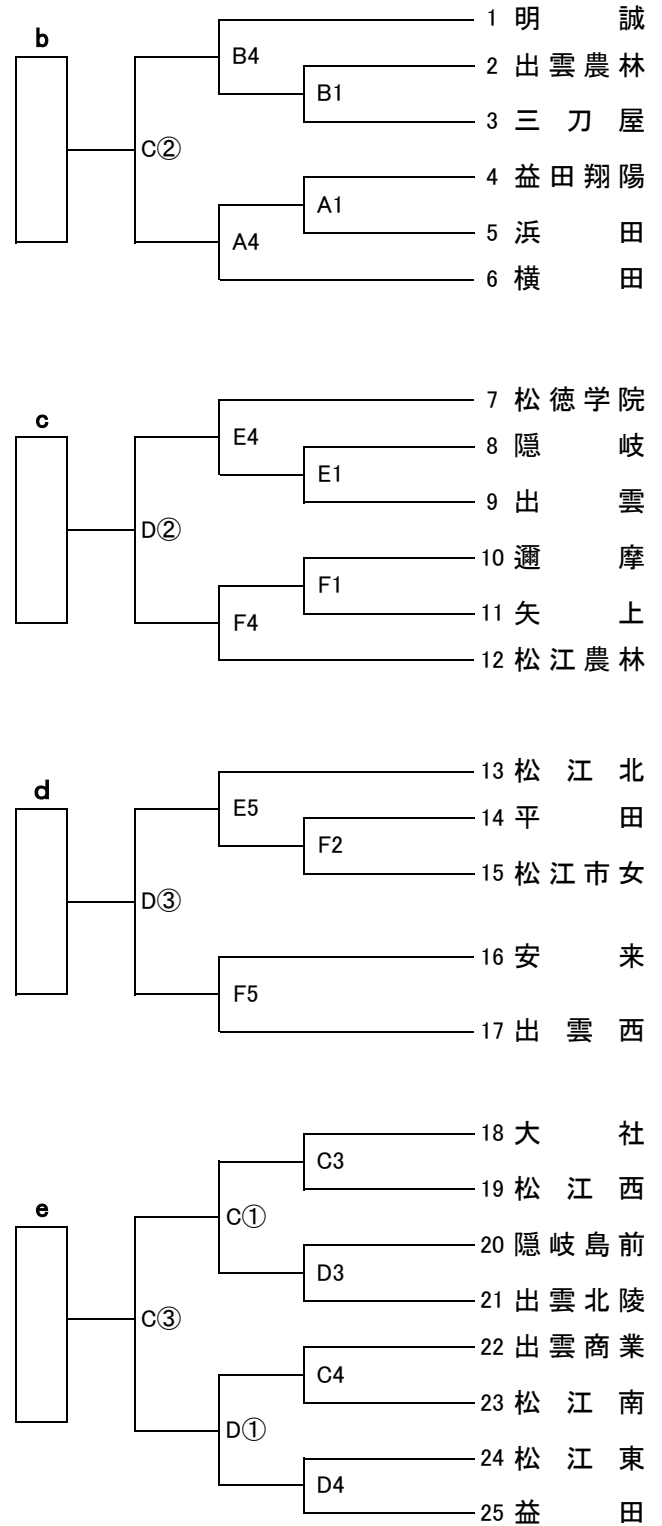 1 明誠
b
B4
2 出雲農林
B1
3 三刀屋
C②
4 益田翔陽
A1
5 浜田
A4
6 横田
7 松徳学院
c
E4
8 隠岐
E1
9 出雲
D②
10 邇摩
F1
11 矢上
F4
12 松江農林
13 松江北
d
E5
14 平田
F2
15 松江市女
D③
16 安来
F5
17 出雲西
18 大社
C3
19 松江西
e
C①
20 隠岐島前
D3
21 出雲北陵
C③
22 出雲商業
C4
23 松江南
D①
24 松江東
D4
25 益田